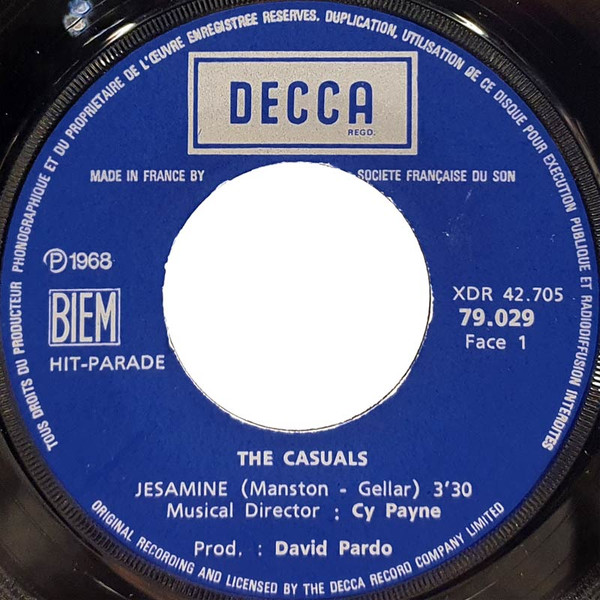 TOUS DROITS DU PRODUCTEUR PHONOGRAPHIQUE ET DU PROPRIETAIRE DE L'ŒUVRE ENREGISTREE RESERVES. DUPLICATION, UTILISATION DE CE DISQUE POUR EXECUTION PUBLIQUE ET RADIODIFFUSION INTERDITES
DECCA
REGD.
MADE IN FRANCE BY SOCIETE FRANÇAISE DU SON
Ⓟ1968
BIEM
HIT-PARADE
XDR 42.705
79.029
Face 1
THE CASUALS
JESAMINE (Manston - Gellar) 3'30
Musical Director : Cy Payne
Prod. : David Pardo
ORIGINAL RECORDING AND LICENSED BY THE DECCA RECORD COMPANY LIMITED